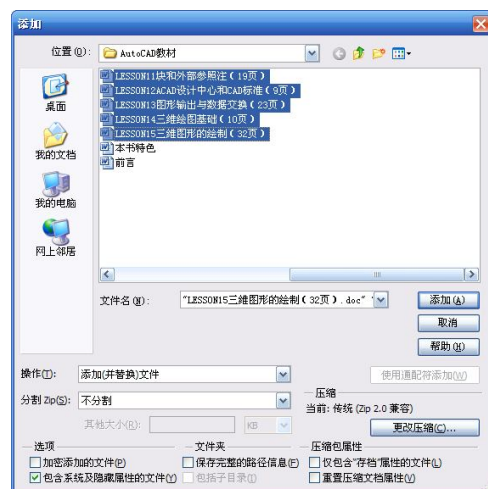 添加
位置(O): AutoCAD教材
LESSON11块和外部参照注(19页)
LESSON12ACAD设计中心和CAD标准(9页)
LESSON13图形输出与数据交换(23页)
LESSON14三维绘图基础(10页)
LESSON15三维图形的绘制(32页)
本书特色
前言
桌面
我的文档
我的电脑
网上邻居
文件名(N): "LESSON15三维图形的绘制(32页).doc" 添加(A)
取消
帮助(H)
操作(T): 添加(并替换)文件 使用通配符添加(W)
分割 Zip(S): 不分割
其他大小(R): KB
压缩
当前: 传统 (Zip 2.0 兼容)
更改压缩(C)...
选项
加密添加的文件(P)
包含系统及隐藏属性的文件(Y)
文件夹
保存完整的路径信息(E)
包括子目录(I)
压缩包属性
仅包含"存档"属性的文件(L)
重置压缩文档属性(V)